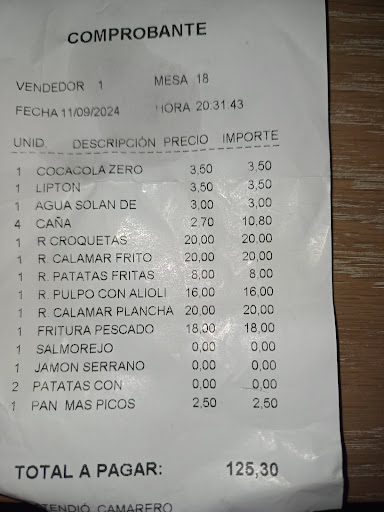 COMPROBANTE
VENDEDOR 1 MESA 18
FECHA 11/09/2024 HORA 20:31.43
UNID. DESCRIPCIÓN PRECIO IMPORTE
1 COCACOLA ZERO 3,50 3,50
1 LIPTON 3,50 3,50
1 AGUA SOLAN DE 3,00 3,00
4 CAÑA 2,70 10,80
1 R CROQUETAS 20,00 20,00
1 R. CALAMAR FRITO 20,00 20,00
1 R. PATATAS FRITAS 8,00 8,00
1 R. PULPO CON ALIOLI 16,00 16,00
1 R. CALAMAR PLANCHA 20,00 20,00
1 FRITURA PESCADO 18,00 18,00
1 SALMOREJO 0,00 0,00
1 JAMON SERRANO 0,00 0,00
2 PATATAS CON 0,00 0,00
1 PAN MAS PICOS 2,50 2,50
TOTAL A PAGAR: 125,30
TENDIÓ CAMARERO